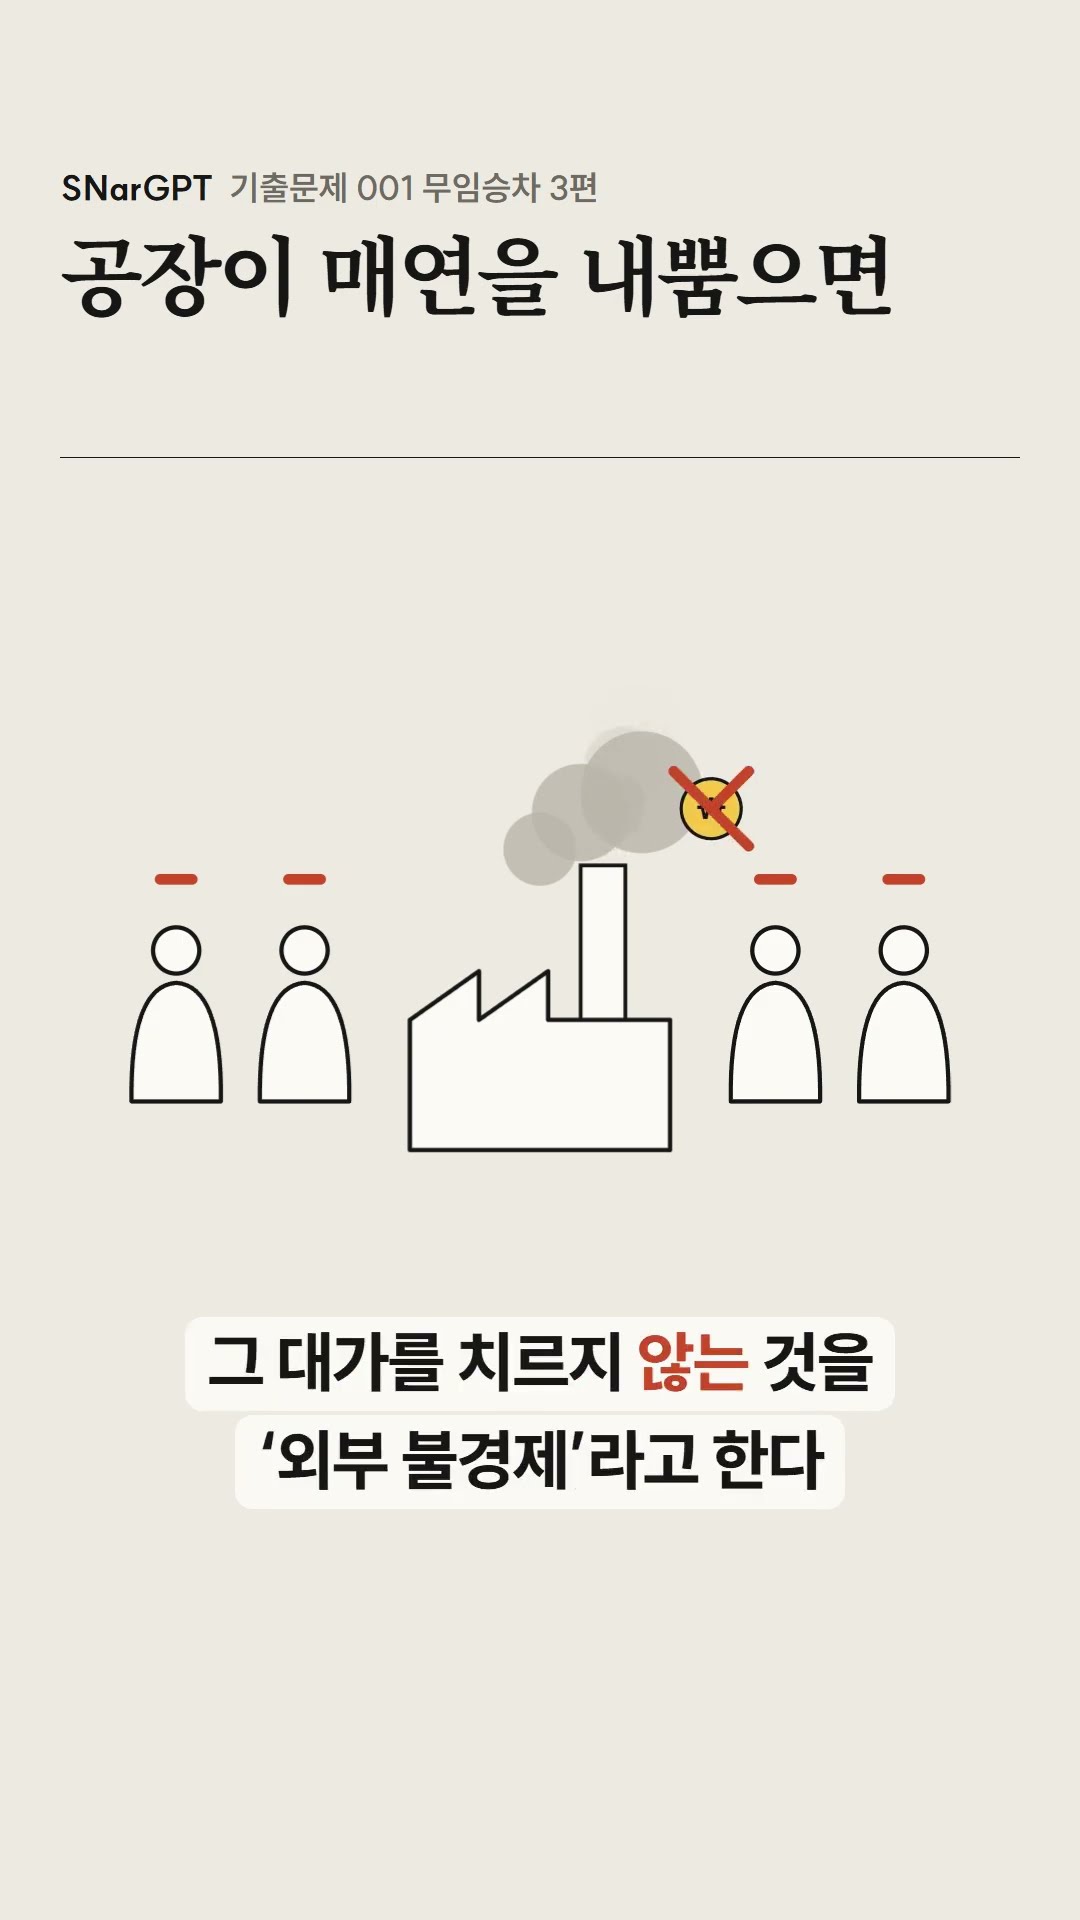 SNarGPT 기출문제 001 무임승차 3편
공장이 매연을 내뿜으면
₩
그 대가를 치르지 않는 것을
‘외부 불경제’라고 한다